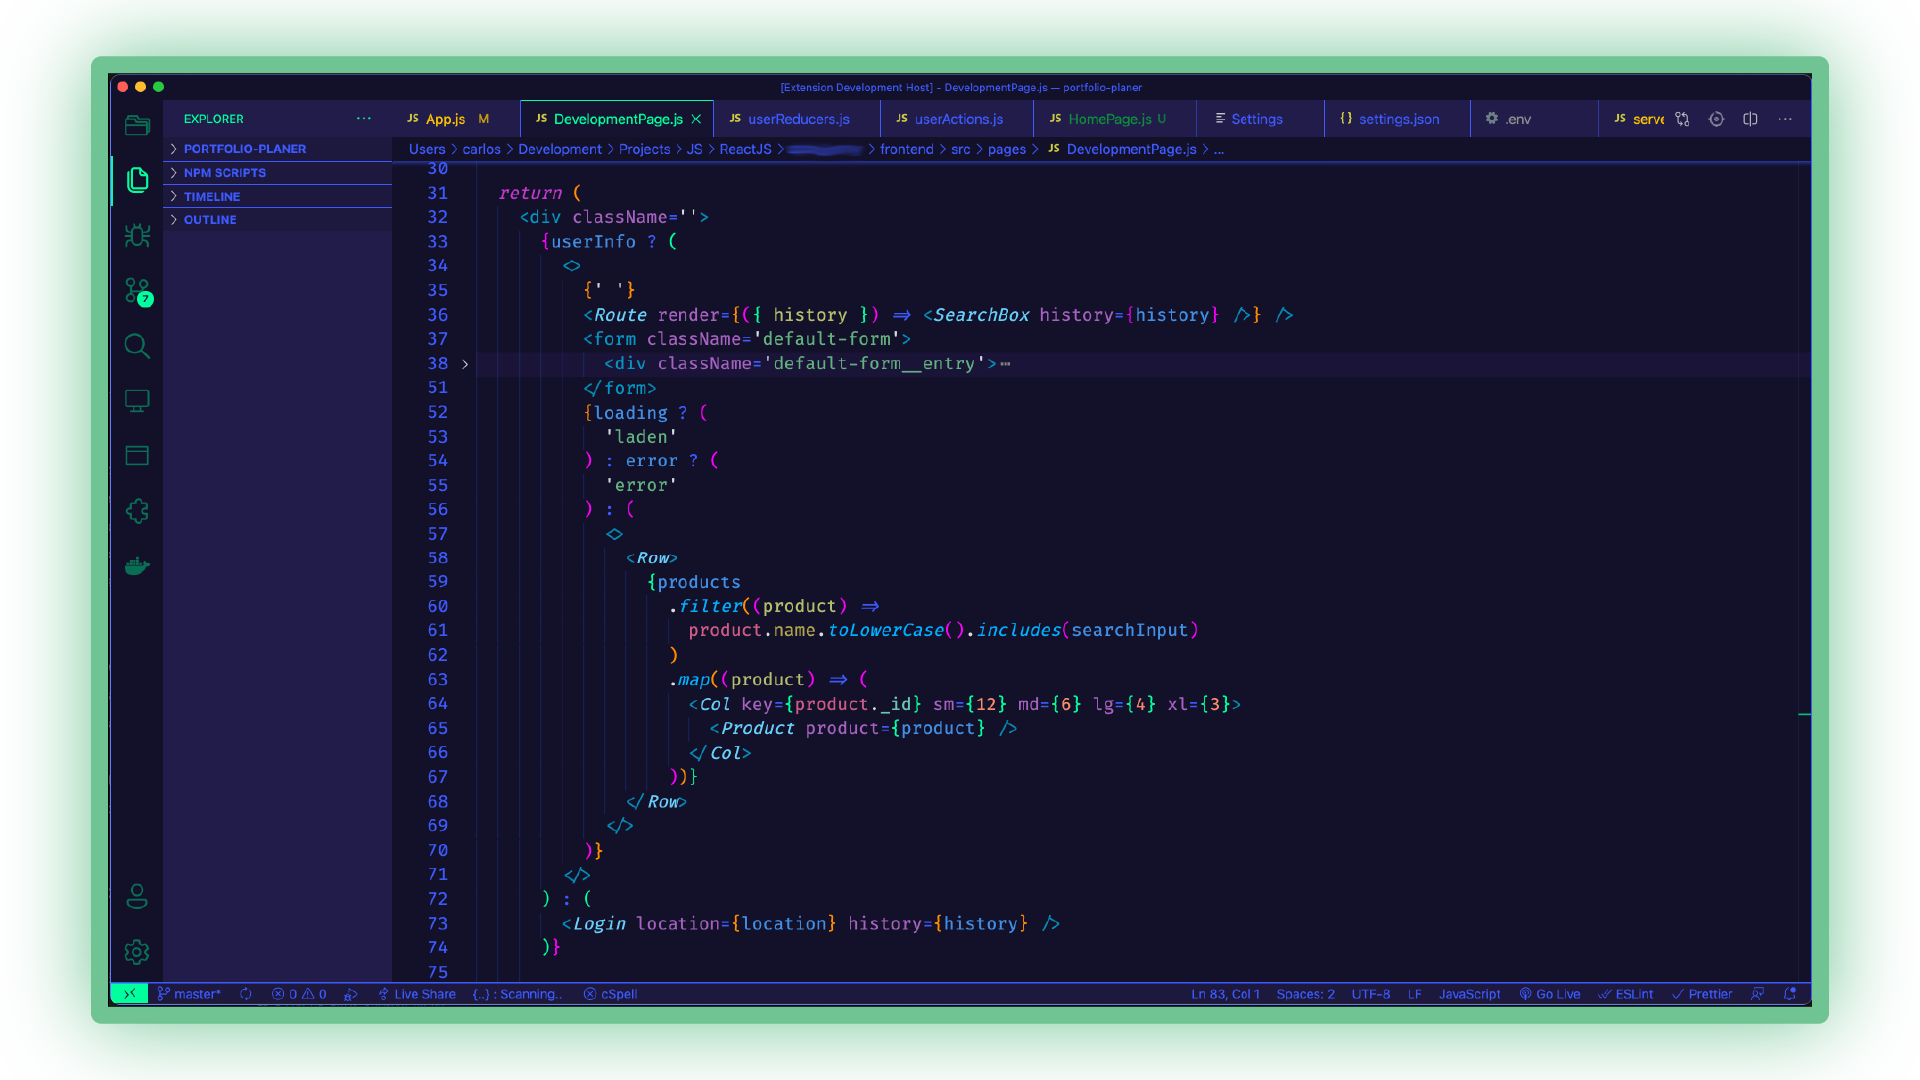 [Extension Development Host] - DevelopmentPage.js — portfolio-planer
EXPLORER ···
JS App.js M
JS DevelopmentPage.js
JS userReducers.js
JS userActions.js
JS HomePage.js U
Settings
{} settings.json
.env
JS serve
···
Users > carlos > Development > Projects > JS > ReactJS > > frontend > src > pages > JS DevelopmentPage.js > ...
PORTFOLIO-PLANER
NPM SCRIPTS
TIMELINE
OUTLINE
7
30
31 return (
32 <div className=''>
33 {userInfo ? (
34 <>
35 {' '}
36 <Route render={({ history }) => <SearchBox history={history} />} />
37 <form className='default-form'>
38 <div className='default-form__entry'>⋯
51 </form>
52 {loading ? (
53 'laden'
54 ) : error ? (
55 'error'
56 ) : (
57 <>
58 <Row>
59 {products
60 .filter((product) =>
61 product.name.toLowerCase().includes(searchInput)
62 )
63 .map((product) => (
64 <Col key={product._id} sm={12} md={6} lg={4} xl={3}>
65 <Product product={product} />
66 </Col>
67 ))}
68 </Row>
69 </>
70 )}
71 </>
72 ) : (
73 <Login location={location} history={history} />
74 )}
75
master* 0 0 Live Share {..} : Scanning.. cSpell Ln 83, Col 1 Spaces: 2 UTF-8 LF JavaScript Go Live ESLint Prettier